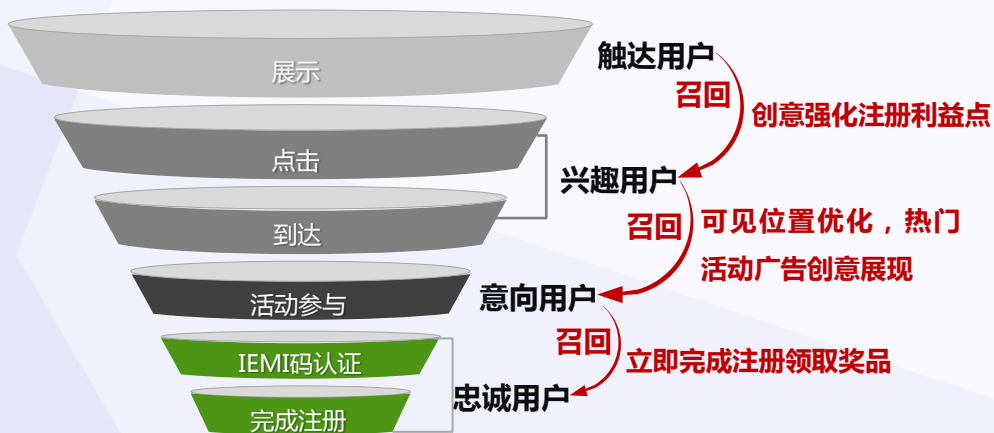 展示
触达用户
召回
创意强化注册利益点
点击
兴趣用户
到达
召回
可见位置优化，热门
活动广告创意展现
活动参与
意向用户
召回
立即完成注册领取奖品
IEMI码认证
忠诚用户
完成注册